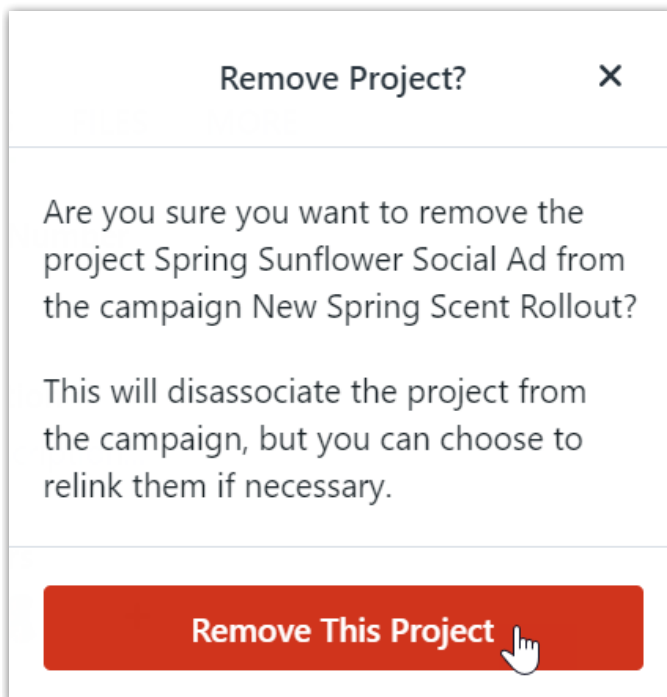 Remove Project?
Are you sure you want to remove the
project Spring Sunflower Social Ad from
the campaign New Spring Scent Rollout?
This will disassociate the project from
the campaign, but you can choose to
relink them if necessary.
Remove This Project